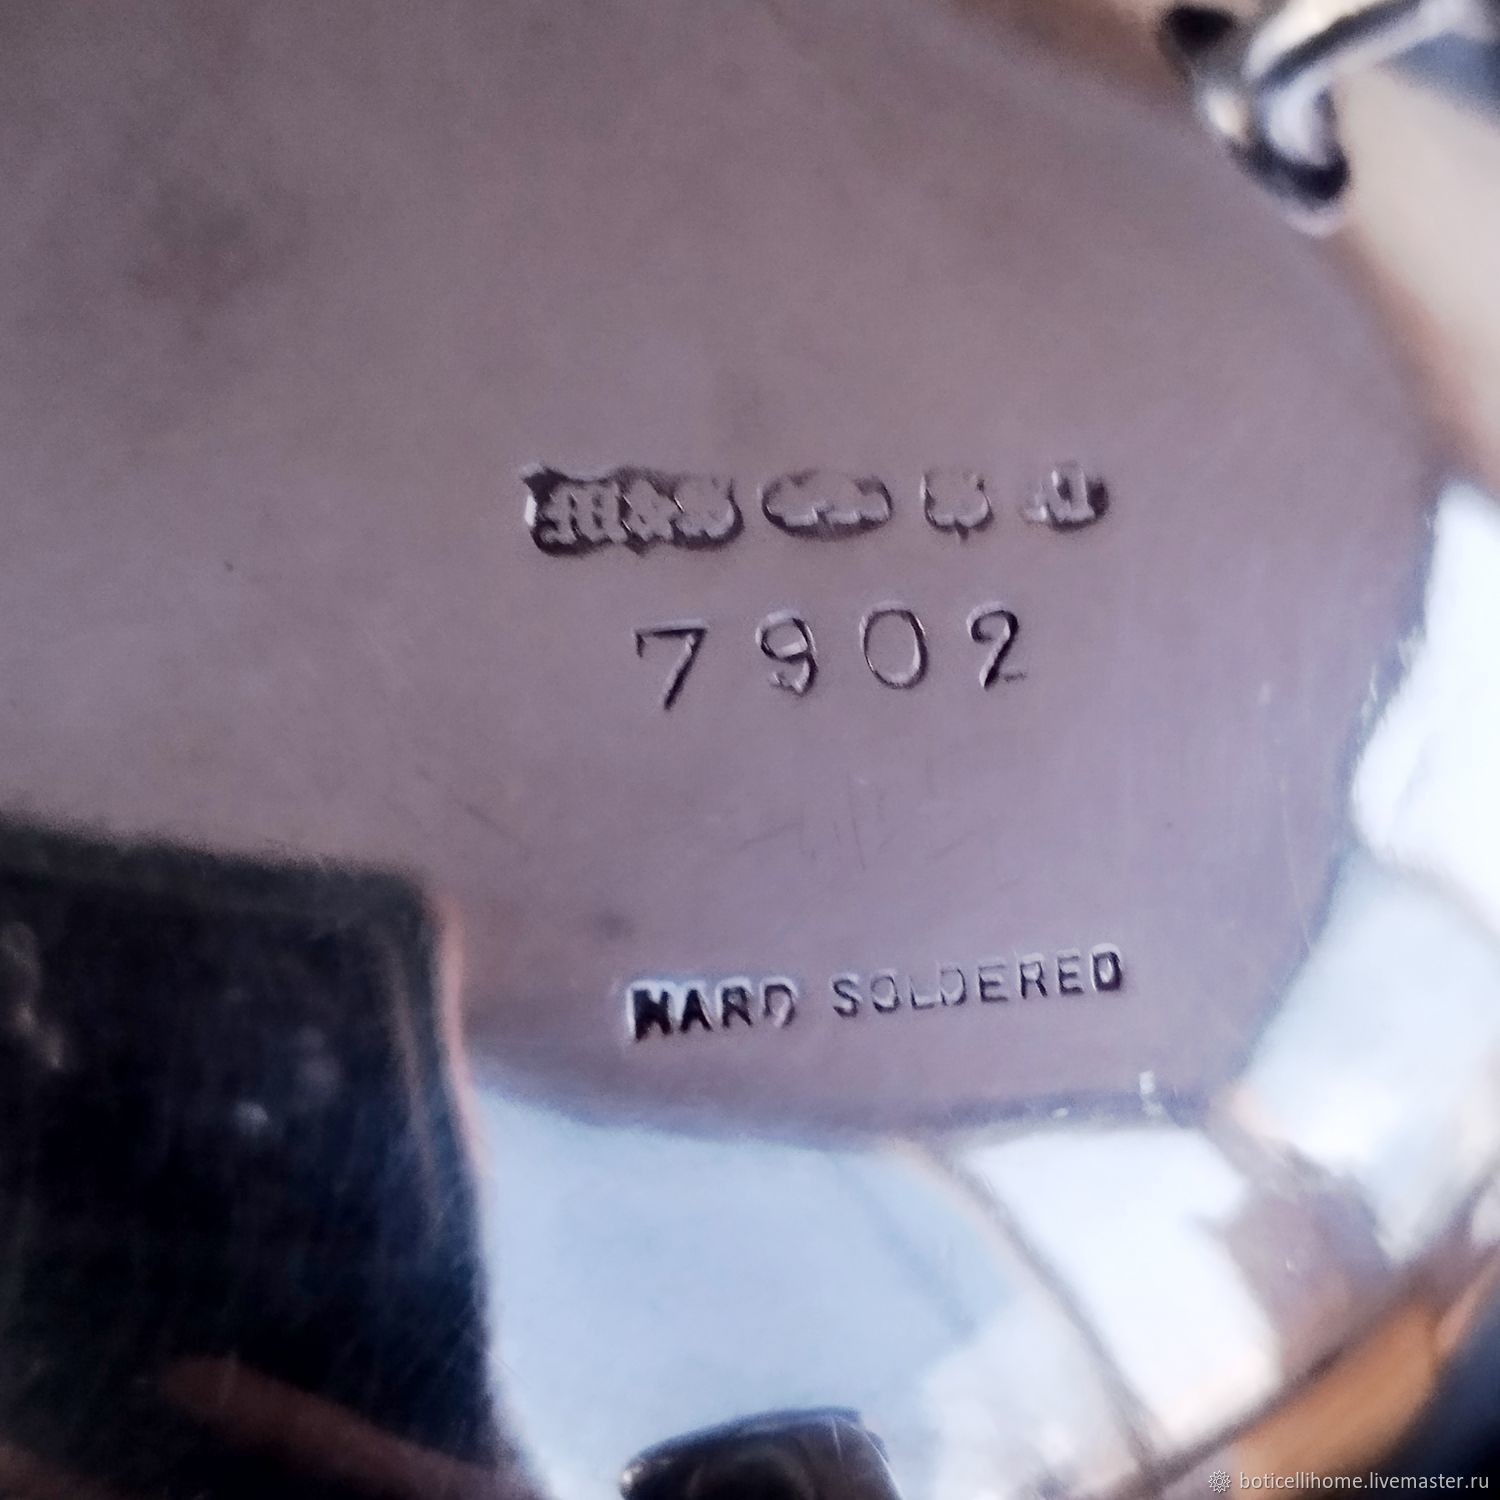 7902
HARD SOLDERED
boticellihome.livemaster.ru